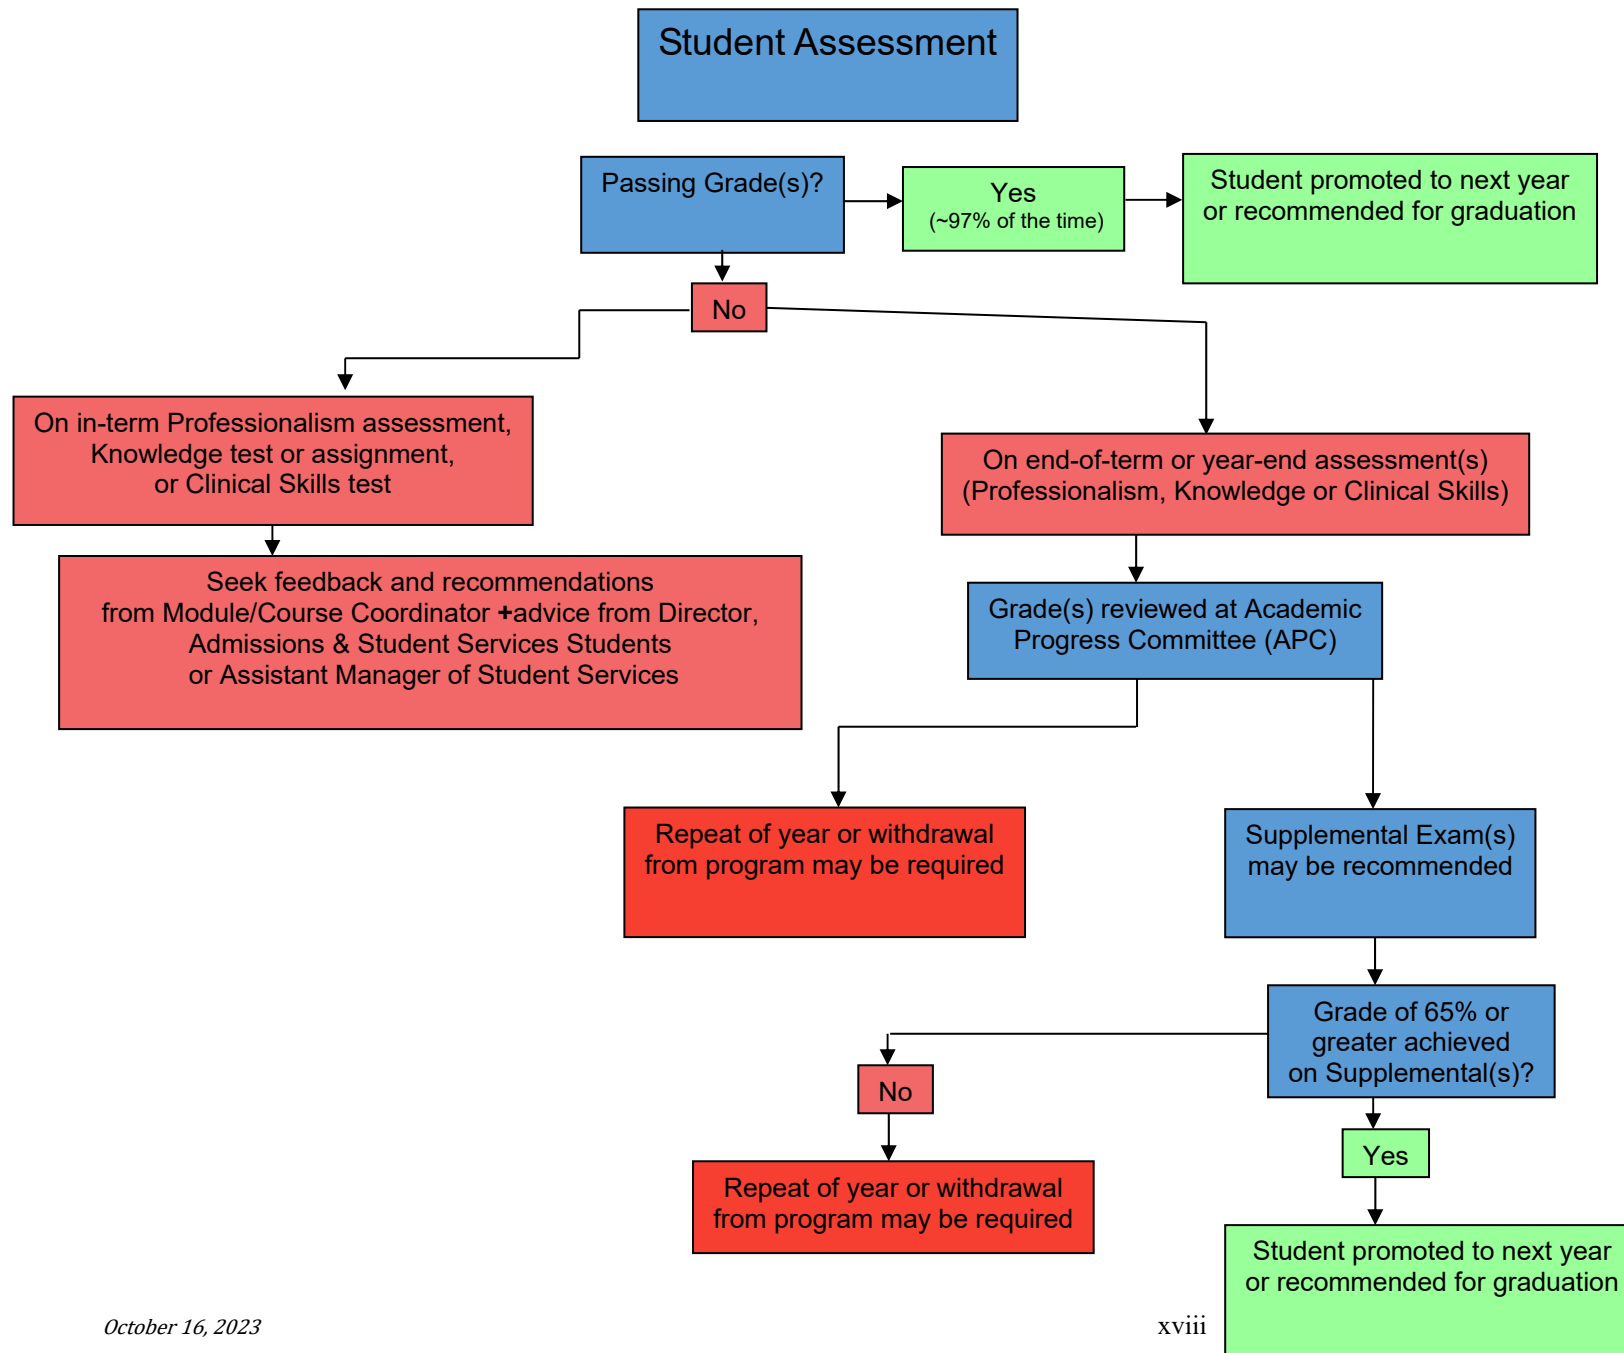 Student Assessment
Passing Grade(s)?
Yes
(~97% of the time)
Student promoted to next year
or recommended for graduation
No
On in-term Professionalism assessment,
Knowledge test or assignment,
or Clinical Skills test
On end-of-term or year-end assessment(s)
(Professionalism, Knowledge or Clinical Skills)
Seek feedback and recommendations
from Module/Course Coordinator +advice from Director,
Admissions & Student Services Students
or Assistant Manager of Student Services
Grade(s) reviewed at Academic
Progress Committee (APC)
Repeat of year or withdrawal
from program may be required
Supplemental Exam(s)
may be recommended
Grade of 65% or
greater achieved
on Supplemental(s)?
No
Yes
Repeat of year or withdrawal
from program may be required
Student promoted to next year
or recommended for graduation
October 16, 2023
xviii